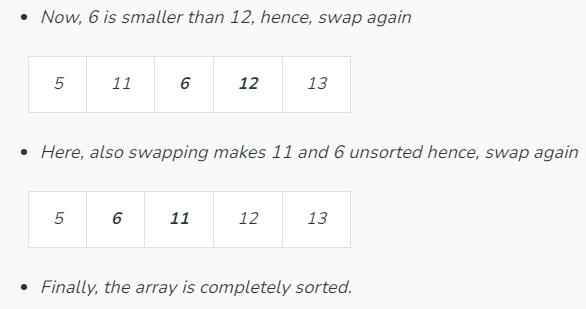 Now, 6 is smaller than 12, hence, swap again
5 11 6 12 13
Here, also swapping makes 11 and 6 unsorted hence, swap again
5 6 11 12 13
Finally, the array is completely sorted.